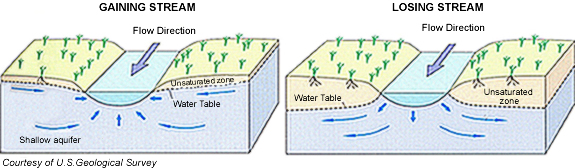 GAINING STREAM
Flow Direction
Unsaturated zone
Water Table
Shallow aquifer
LOSING STREAM
Flow Direction
Water Table
Unsaturated
zone
Courtesy of U.S.Geological Survey